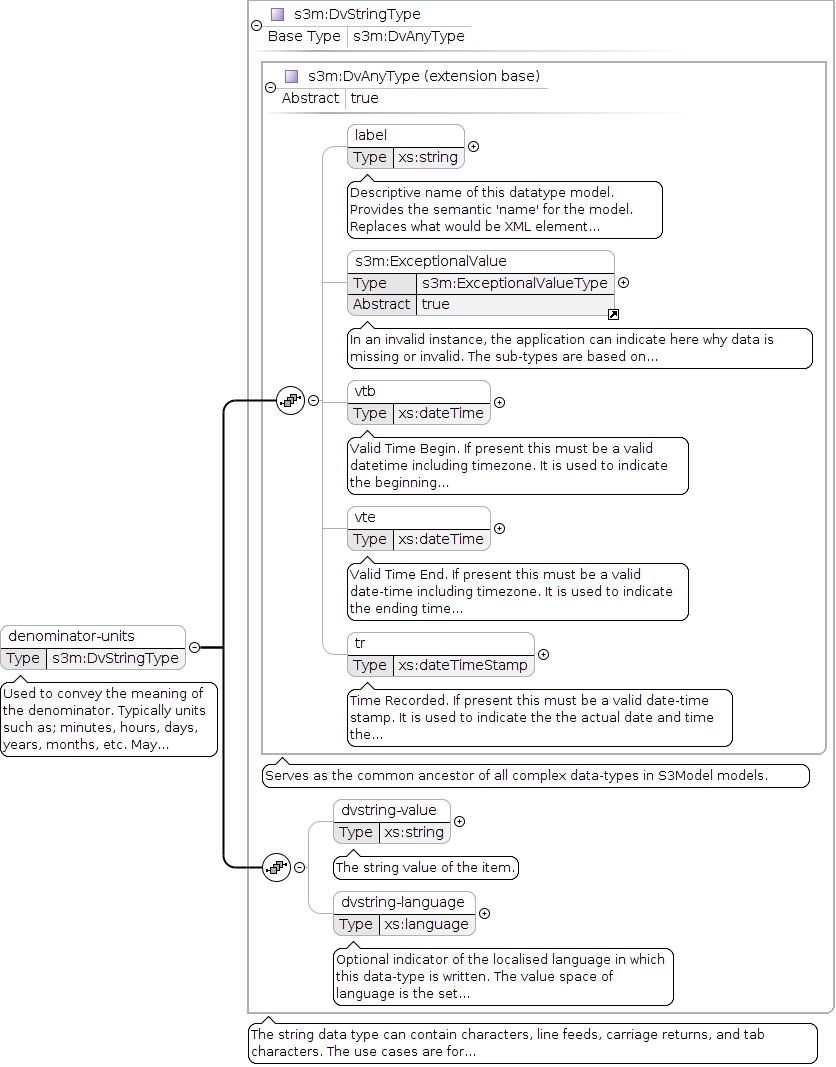 s3m:DvStringType
Base Type s3m:DvAnyType
s3m:DvAnyType (extension base)
Abstract true
label
Type xs:string
Descriptive name of this datatype model.
Provides the semantic 'name' for the model.
Replaces what would be XML element...
s3m:ExceptionalValue
Type s3m:ExceptionalValueType
Abstract true
In an invalid instance, the application can indicate here why data is
missing or invalid. The sub-types are based on...
vtb
Type xs:dateTime
Valid Time Begin. If present this must be a valid
datetime including timezone. It is used to indicate
the beginning...
vte
Type xs:dateTime
Valid Time End. If present this must be a valid
date-time including timezone. It is used to indicate
the ending time...
tr
Type xs:dateTimeStamp
Time Recorded. If present this must be a valid date-time
stamp. It is used to indicate the the actual date and time
the...
Serves as the common ancestor of all complex data-types in S3Model models.
denominator-units
Type s3m:DvStringType
Used to convey the meaning of
the denominator. Typically units
such as; minutes, hours, days,
years, months, etc. May...
dvstring-value
Type xs:string
The string value of the item.
dvstring-language
Type xs:language
Optional indicator of the localised language in which
this data-type is written. The value space of
language is the set...
The string data type can contain characters, line feeds, carriage returns, and tab
characters. The use cases are for...